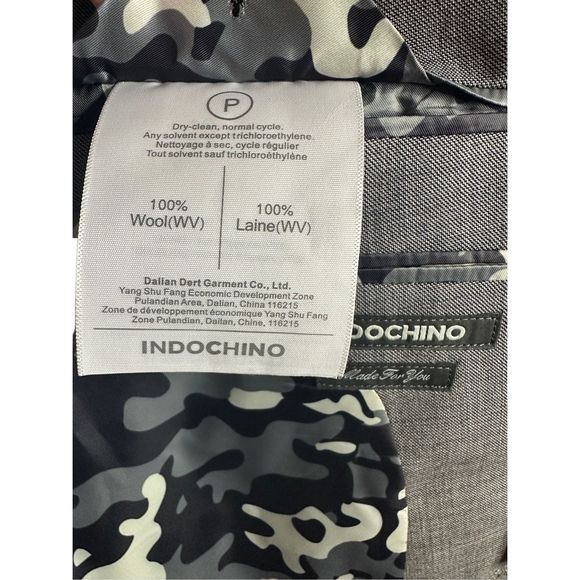 P
Dry-clean, normal cycle.
Any solvent except trichloroethylene.
Nettoyage à sec, cycle régulier
Tout solvent sauf trichloroéthylène
100% 100%
Wool(WV) Laine(WV)
Dalian Dert Garment Co., Ltd.
Yang Shu Fang Economic Development Zone
Pulandian Area, Dalian, China 116215
Zone de développement économique Yang Shu Fang
Zone Pulandian, Dailan, Chine, 116215
INDOCHINO
DOCHINO
Made For You